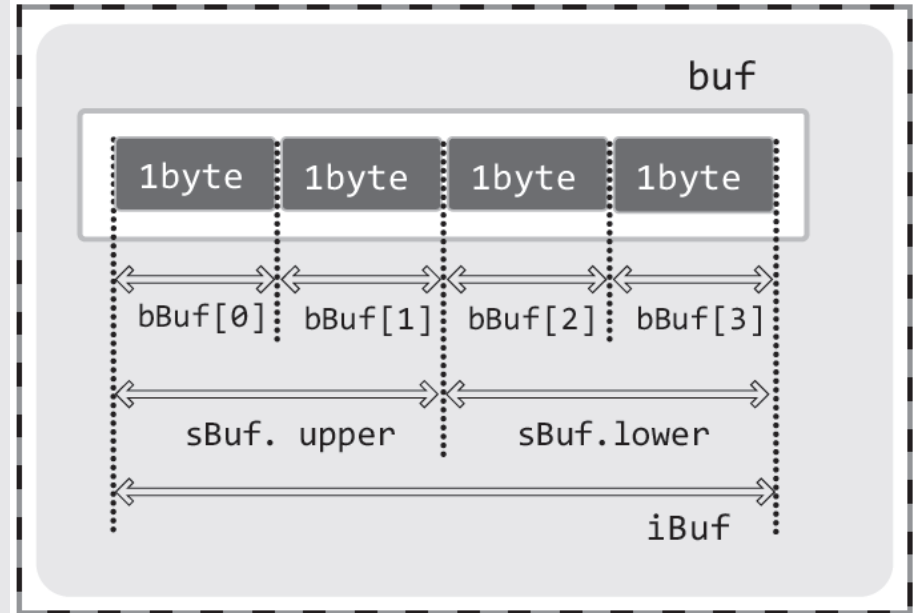 buf
1byte 1byte 1byte 1byte
bBuf[0] bBuf[1] bBuf[2] bBuf[3]
sBuf. upper sBuf.lower
iBuf